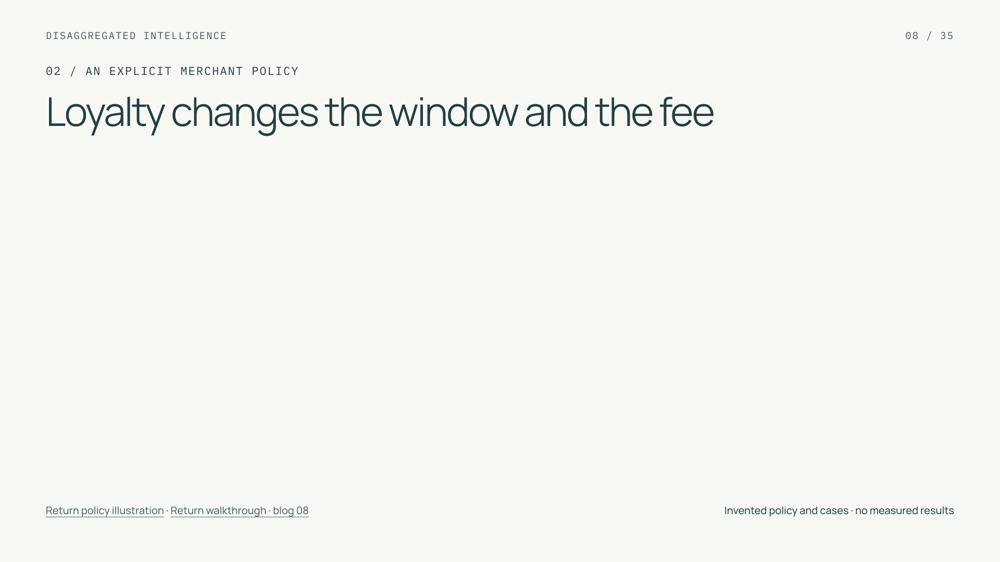 DISAGGREGATED INTELLIGENCE
08 / 35
02 / AN EXPLICIT MERCHANT POLICY
Loyalty changes the window and the fee
Return policy illustration · Return walkthrough · blog 08
Invented policy and cases · no measured results